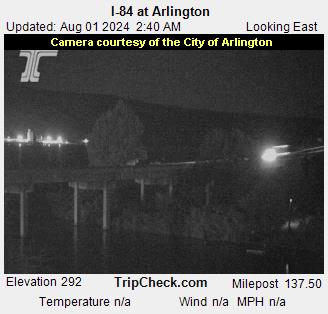 I-84 at Arlington
Updated: Aug 01 2024 2:40 AM Looking East
Camera courtesy of the City of Arlington
Elevation 292 TripCheck.com Milepost 137.50
Temperature n/a Wind n/a MPH n/a